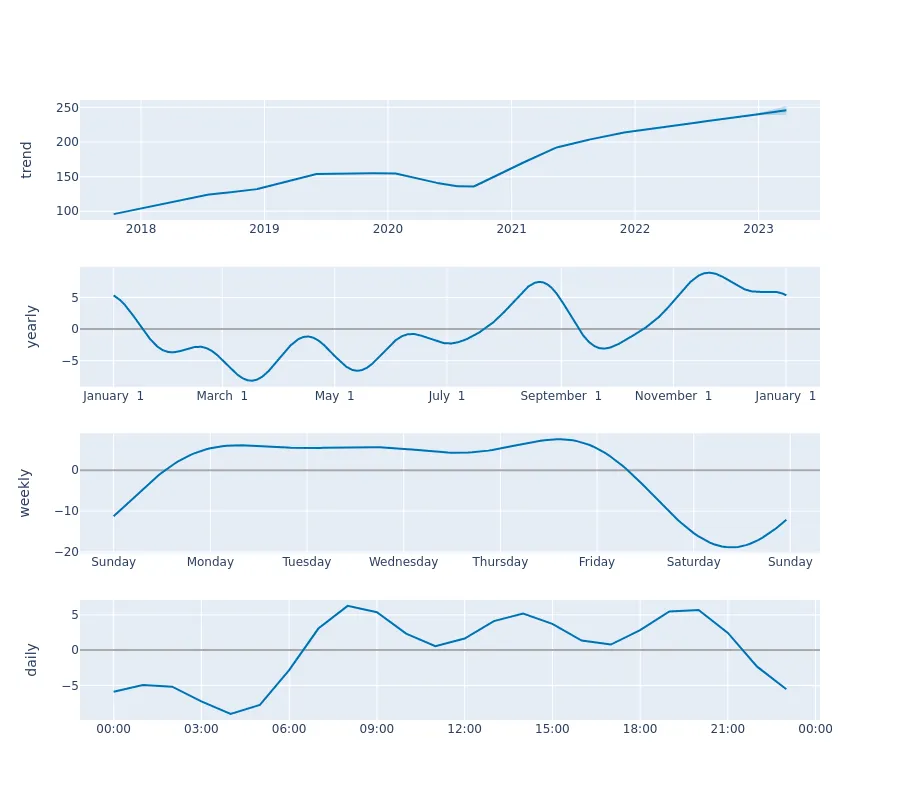 trend
250
200
150
100
2018 2019 2020 2021 2022 2023
yearly
5
0
−5
January 1 March 1 May 1 July 1 September 1 November 1 January 1
weekly
0
−10
−20
Sunday Monday Tuesday Wednesday Thursday Friday Saturday Sunday
daily
5
0
−5
00:00 03:00 06:00 09:00 12:00 15:00 18:00 21:00 00:00